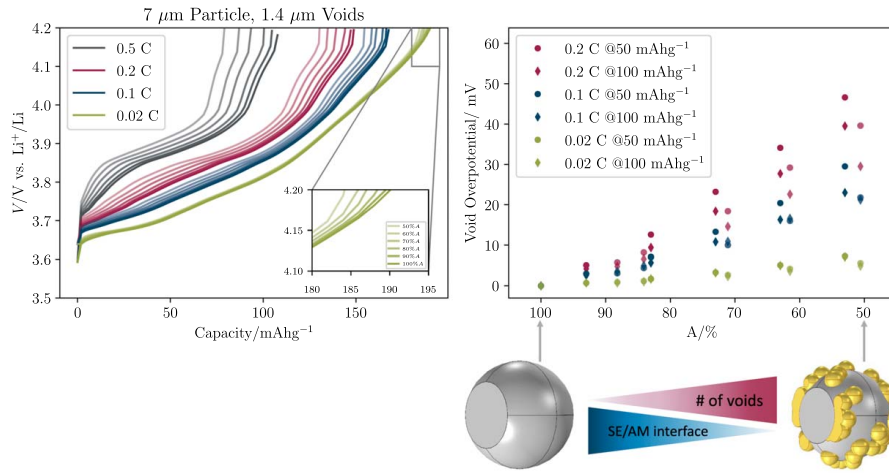 7 μm Particle, 1.4 μm Voids
4.2
4.1
4.0
3.9
3.8
3.7
3.6
3.5
V/V vs. Li⁺/Li
0.5 C
0.2 C
0.1 C
0.02 C
4.20
4.15
4.10
50%A
60%A
70%A
80%A
90%A
100%A
180
185
190
195
0
50
100
150
Capacity/mAhg⁻¹
60
50
40
30
20
10
0
Void Overpotential/ mV
0.2 C @50 mAhg⁻¹
0.2 C @100 mAhg⁻¹
0.1 C @50 mAhg⁻¹
0.1 C @100 mAhg⁻¹
0.02 C @50 mAhg⁻¹
0.02 C @100 mAhg⁻¹
100
90
80
70
60
50
A/%
# of voids
SE/AM interface